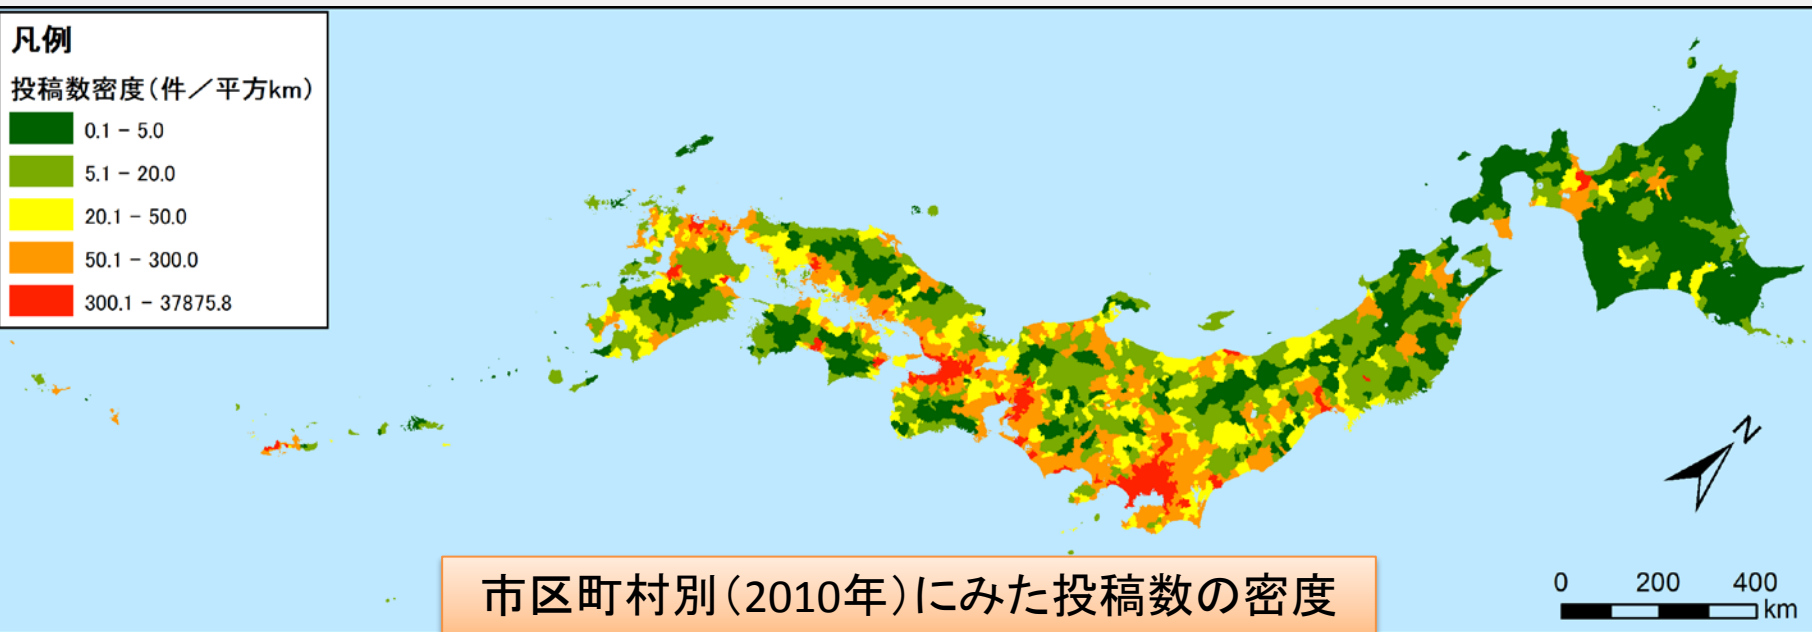 凡例
投稿数密度（件／平方km）
0.1 − 5.0
5.1 − 20.0
20.1 − 50.0
50.1 − 300.0
300.1 − 37875.8
N
市区町村別（2010年）にみた投稿数の密度
0 200 400
km